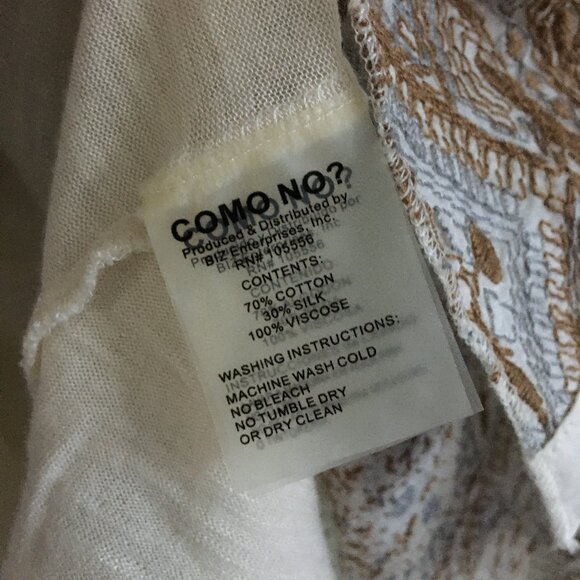 COMO NO?
Produced & Distributed by
BIZ Enterprises, Inc.
RN# 105556
CONTENTS:
70% COTTON
30% SILK
100% VISCOSE
WASHING INSTRUCTIONS:
MACHINE WASH COLD
NO BLEACH
NO TUMBLE DRY
OR DRY CLEAN